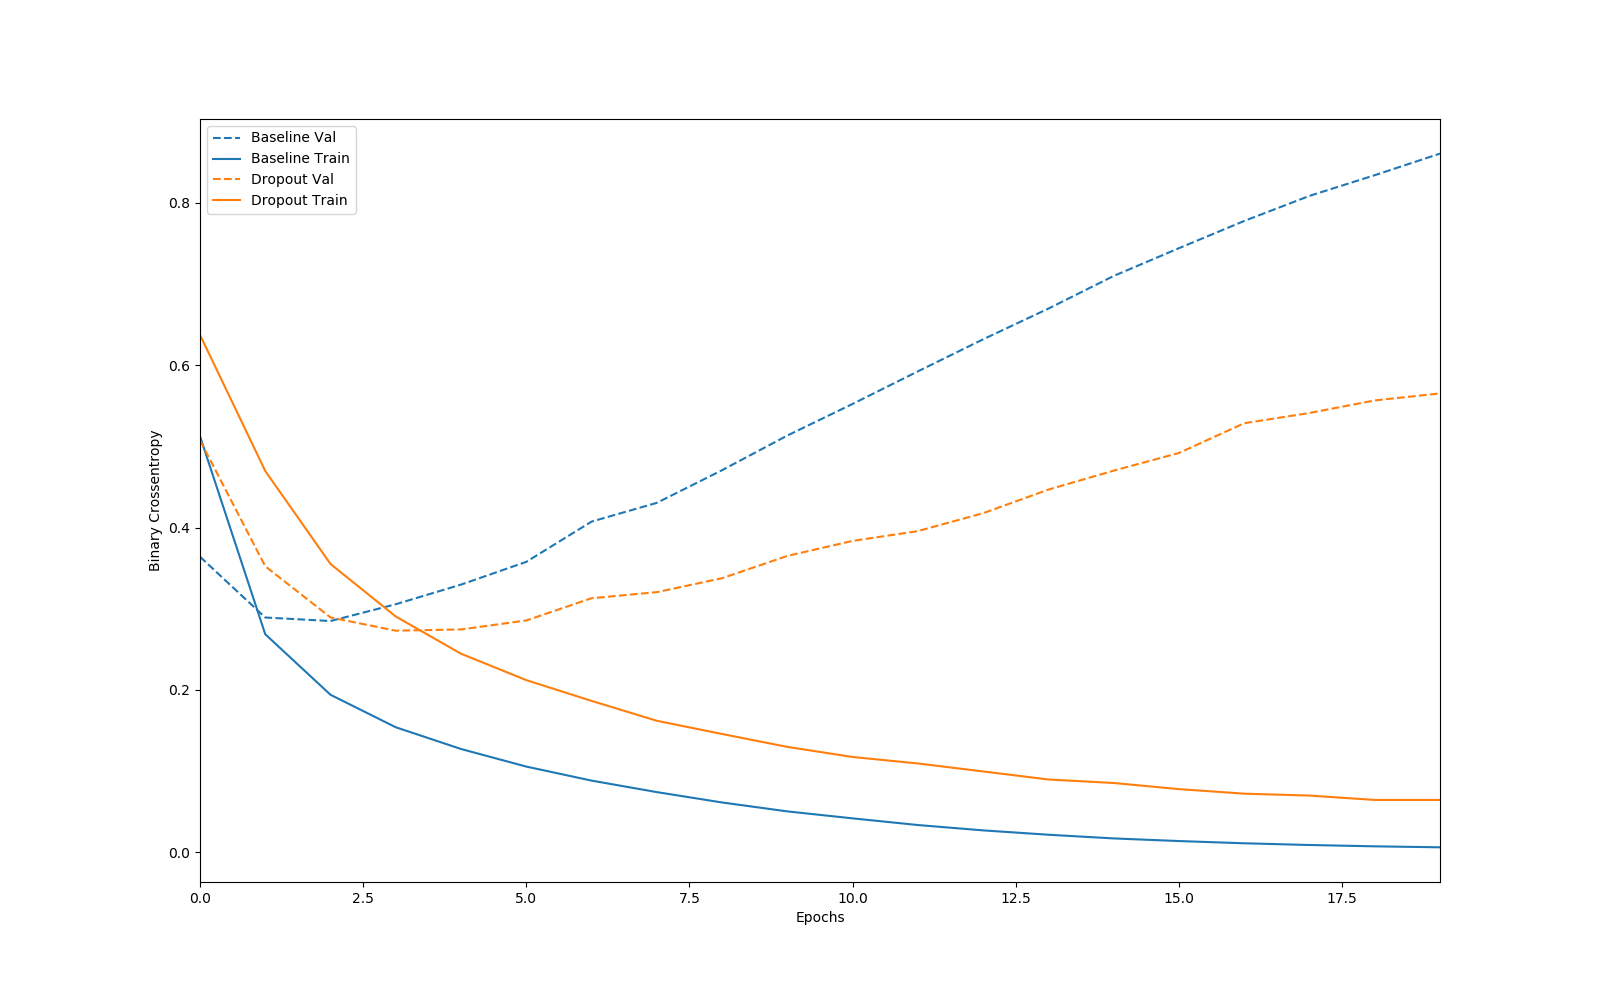 Baseline Val
Baseline Train
Dropout Val
Dropout Train
0.8
0.6
0.4
0.2
0.0
Binary Crossentropy
0.0 2.5 5.0 7.5 10.0 12.5 15.0 17.5
Epochs